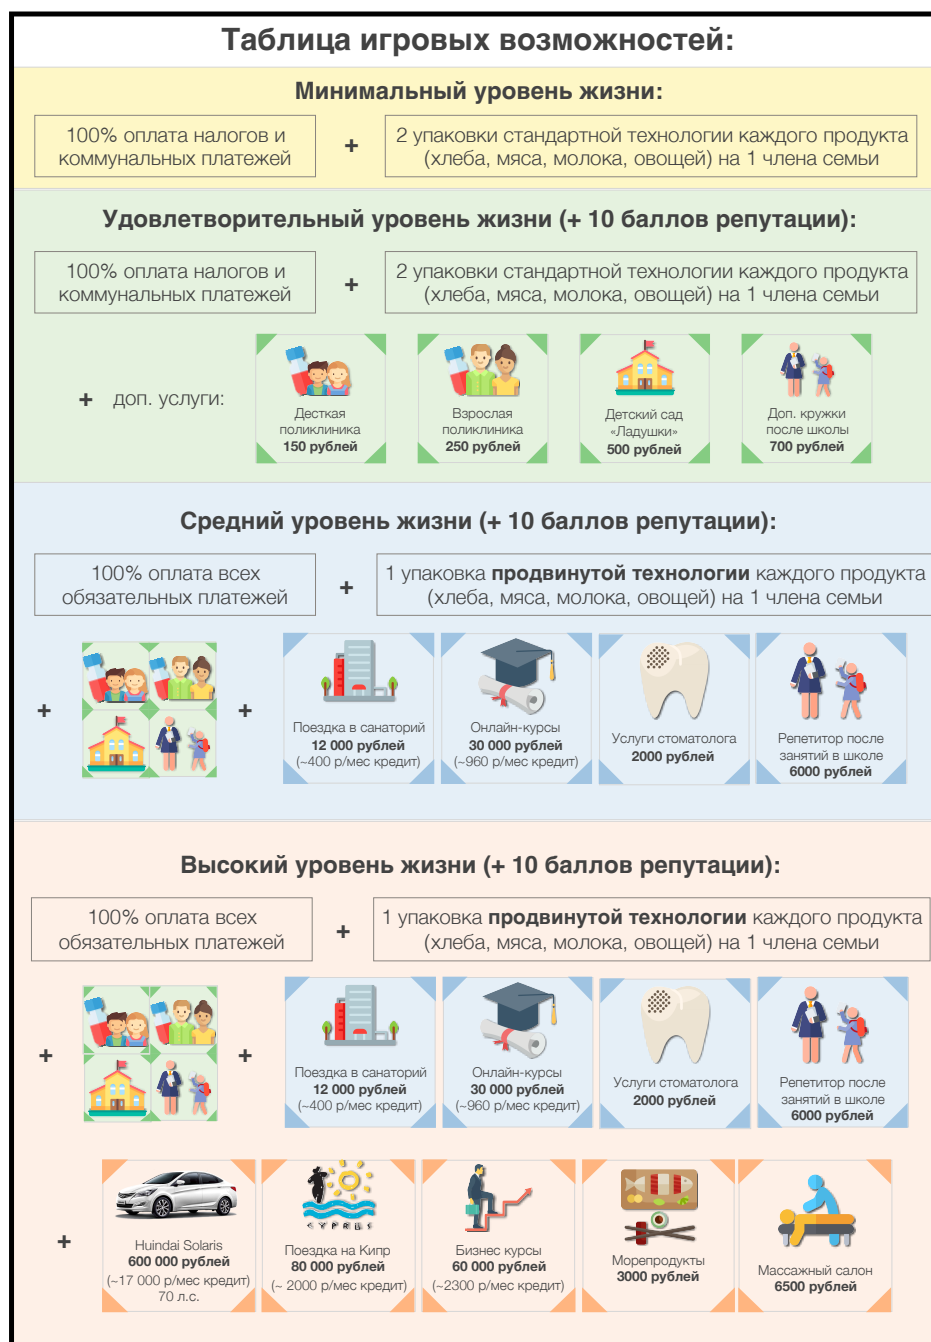 Таблица игровых возможностей:
Минимальный уровень жизни:
100% оплата налогов и
коммунальных платежей
+
2 упаковки стандартной технологии каждого продукта
(хлеба, мяса, молока, овощей) на 1 члена семьи
Удовлетворительный уровень жизни (+ 10 баллов репутации):
100% оплата налогов и
коммунальных платежей
+
2 упаковки стандартной технологии каждого продукта
(хлеба, мяса, молока, овощей) на 1 члена семьи
+ доп. услуги:
Десткая
поликлиника
150 рублей
Взрослая
поликлиника
250 рублей
Детский сад
«Ладушки»
500 рублей
Доп. кружки
после школы
700 рублей
Средний уровень жизни (+ 10 баллов репутации):
100% оплата всех
обязательных платежей
+
1 упаковка продвинутой технологии каждого продукта
(хлеба, мяса, молока, овощей) на 1 члена семьи
+
+
Поездка в санаторий
12 000 рублей
(~400 р/мес кредит)
Онлайн-курсы
30 000 рублей
(~960 р/мес кредит)
Услуги стоматолога
2000 рублей
Репетитор после
занятий в школе
6000 рублей
Высокий уровень жизни (+ 10 баллов репутации):
100% оплата всех
обязательных платежей
+
1 упаковка продвинутой технологии каждого продукта
(хлеба, мяса, молока, овощей) на 1 члена семьи
+
+
Поездка в санаторий
12 000 рублей
(~400 р/мес кредит)
Онлайн-курсы
30 000 рублей
(~960 р/мес кредит)
Услуги стоматолога
2000 рублей
Репетитор после
занятий в школе
6000 рублей
+
Huindai Solaris
600 000 рублей
(~17 000 р/мес кредит)
70 л.с.
CYPRUS
Поездка на Кипр
80 000 рублей
(~ 2000 р/мес кредит)
Бизнес курсы
60 000 рублей
(~2300 р/мес кредит)
Морепродукты
3000 рублей
Массажный салон
6500 рублей